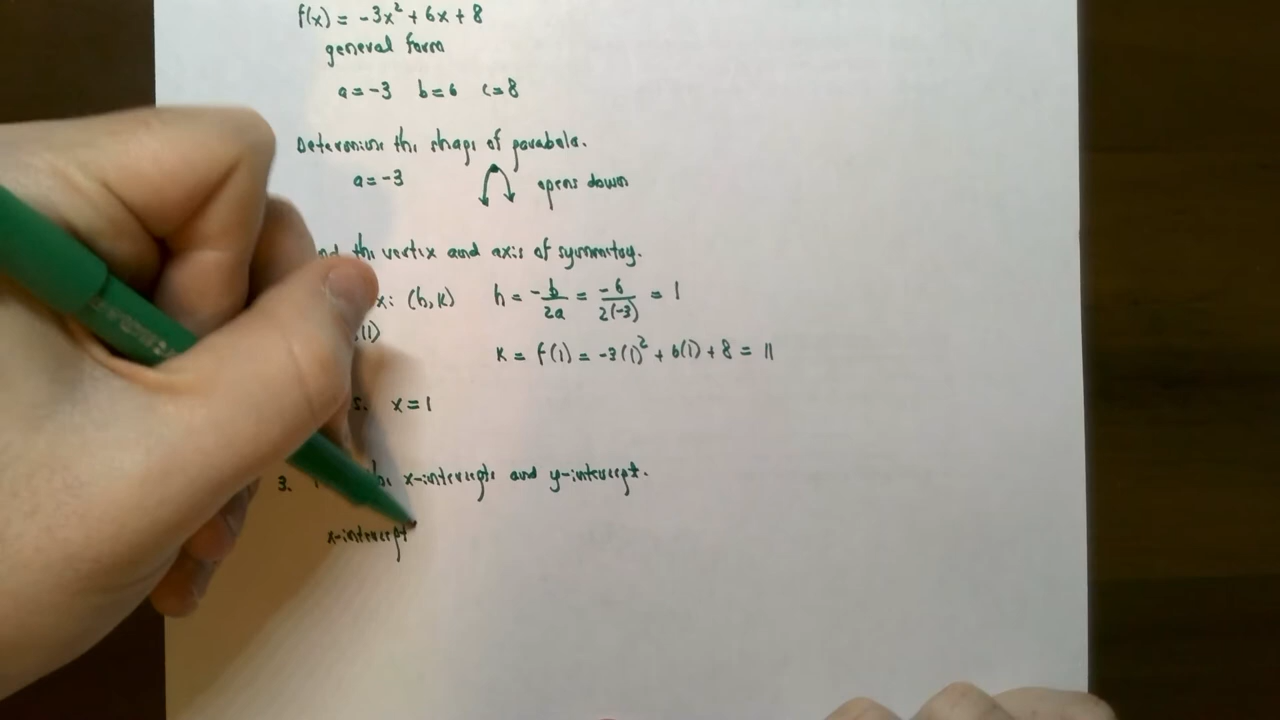 f(x) = -3x² + 6x + 8
general form
a = -3 b = 6 c = 8
Determine the shape of parabola.
a = -3 opens down
the vertex and axis of symmetry.
(h,k) h = -b/2a = -6/2(-3) = 1
k = f(1) = -3(1)² + 6(1) + 8 = 11
x = 1
3. x-intercepts and y-intercept.
x-intercept